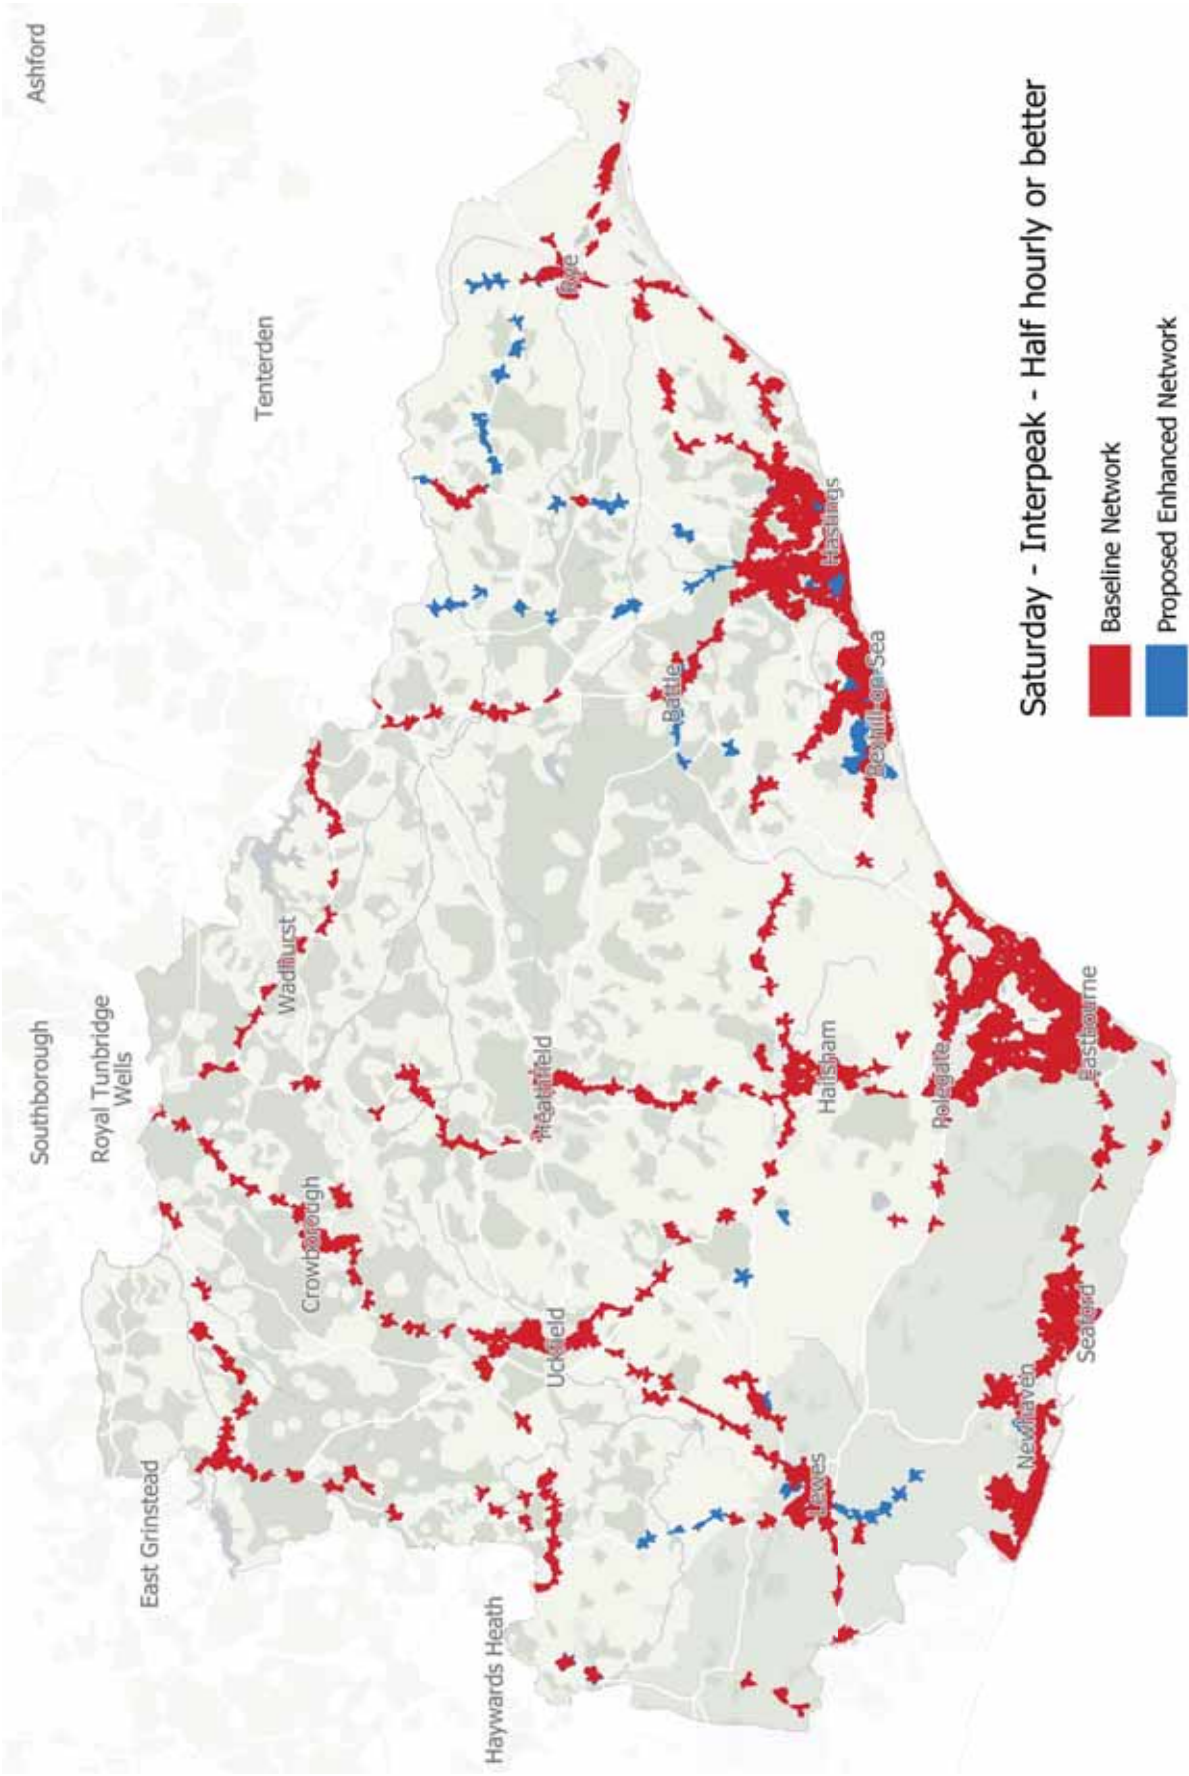 Southborough
Ashford
Royal Tunbridge
Wells
East Grinstead
Tenterden
Wadhurst
Crowborough
Haywards Heath
Heathfield
Uckfield
Rye
Battle
Lewes
Hailsham
Hastings
Bexhill-on-Sea
Polegate
Newhaven
Seaford
Eastbourne
Saturday - Interpeak - Half hourly or better
Baseline Network
Proposed Enhanced Network